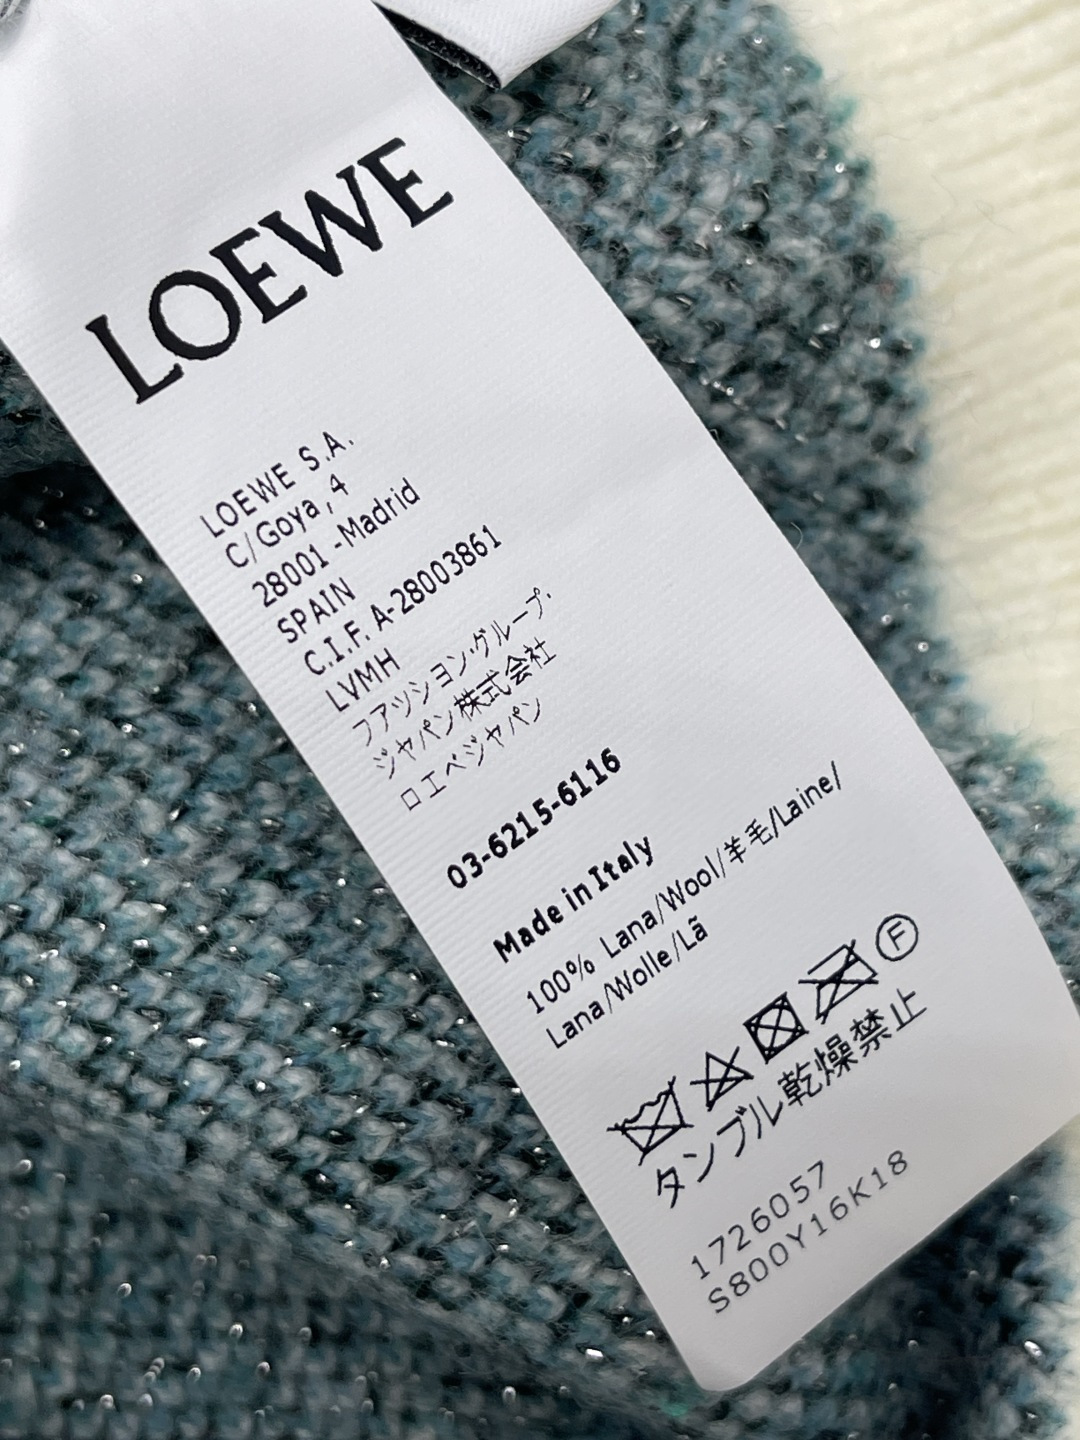 LOEWE
LOEWE S.A.
C/Goya, 4
28001 -Madrid
SPAIN
C.I.F. A-28003861
LVMH
ファッション・グループ・
ジャパン株式会社
ロエベジャパン
03-6215-6116
Made in Italy
100% Lana/Wool/羊毛/Laine/
Lana/Wolle/Lã
F
タンブル乾燥禁止
1726057
S800Y16K18